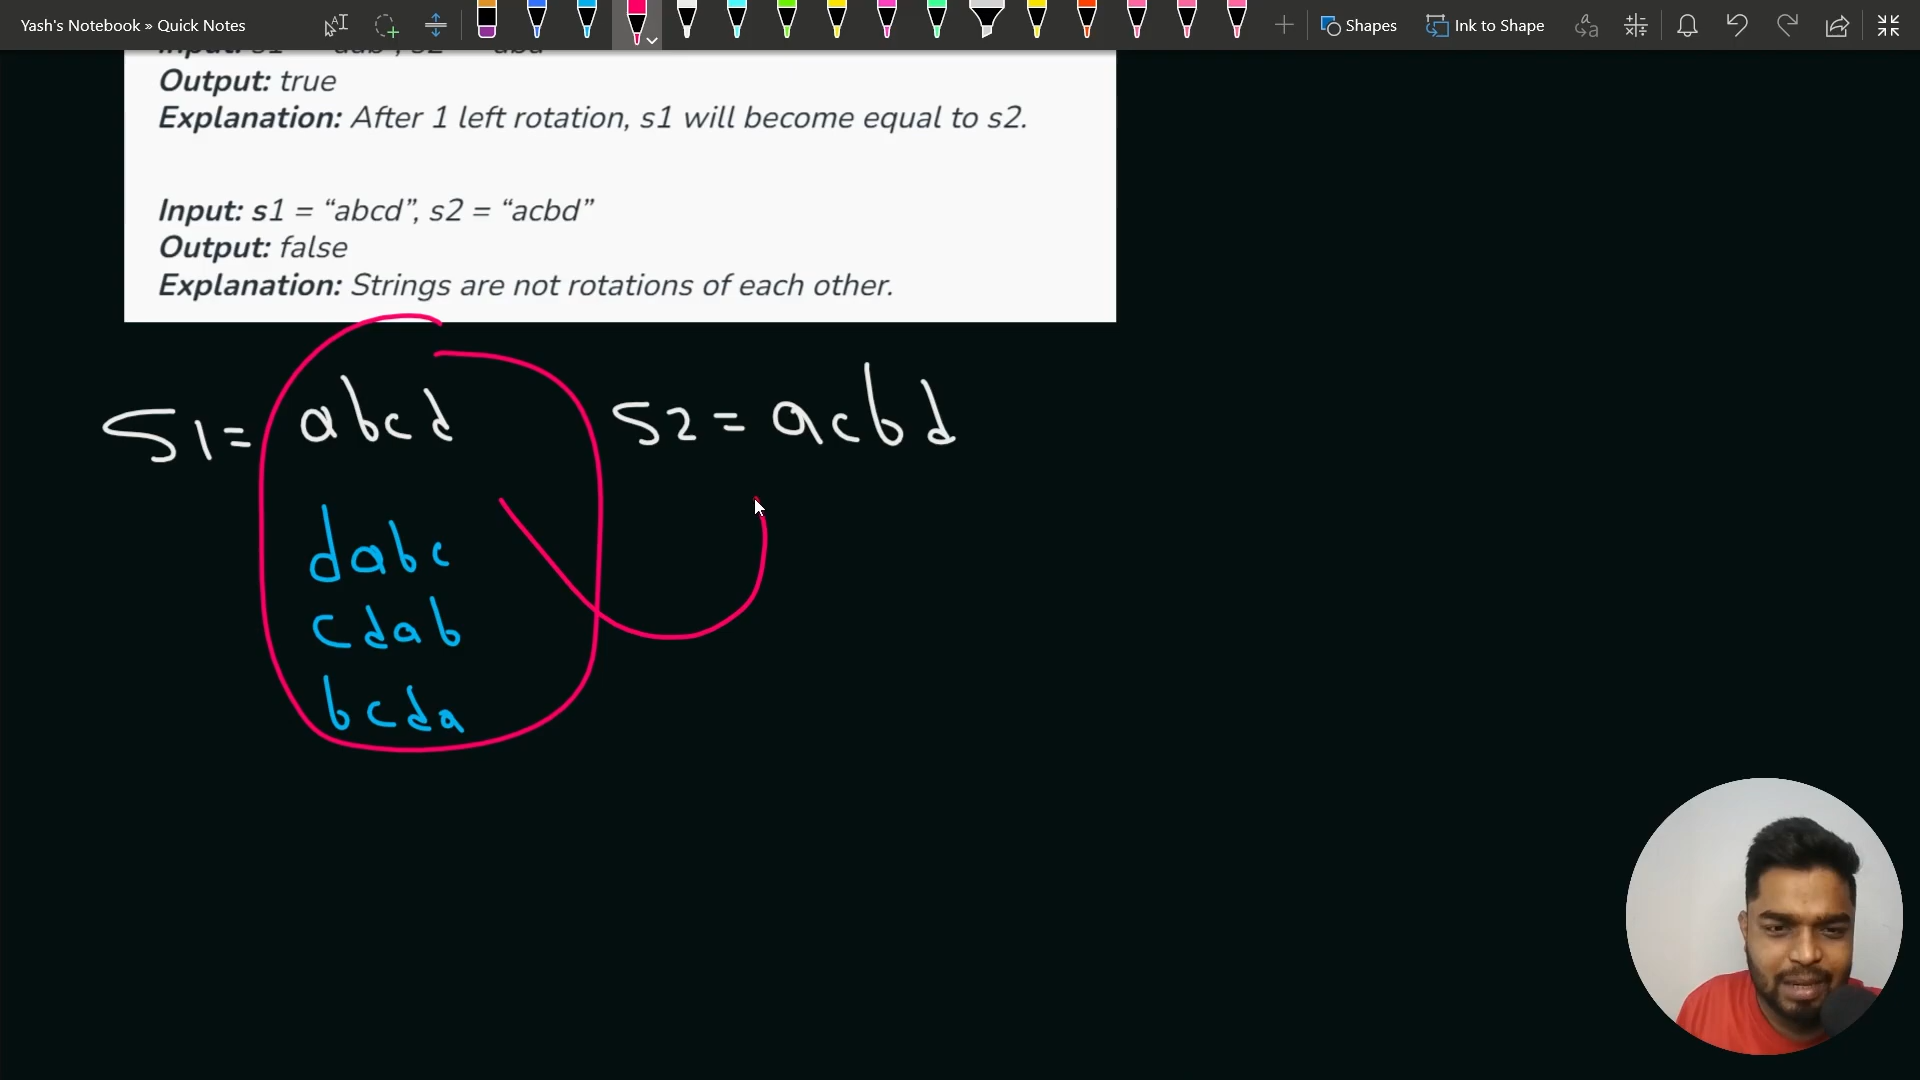 Yash's Notebook » Quick Notes
Shapes
Ink to Shape
Output: true
Explanation: After 1 left rotation, s1 will become equal to s2.
Input: s1 = “abcd”, s2 = “acbd”
Output: false
Explanation: Strings are not rotations of each other.
S1= abcd S2 = acbd
dabc
cdab
bcda